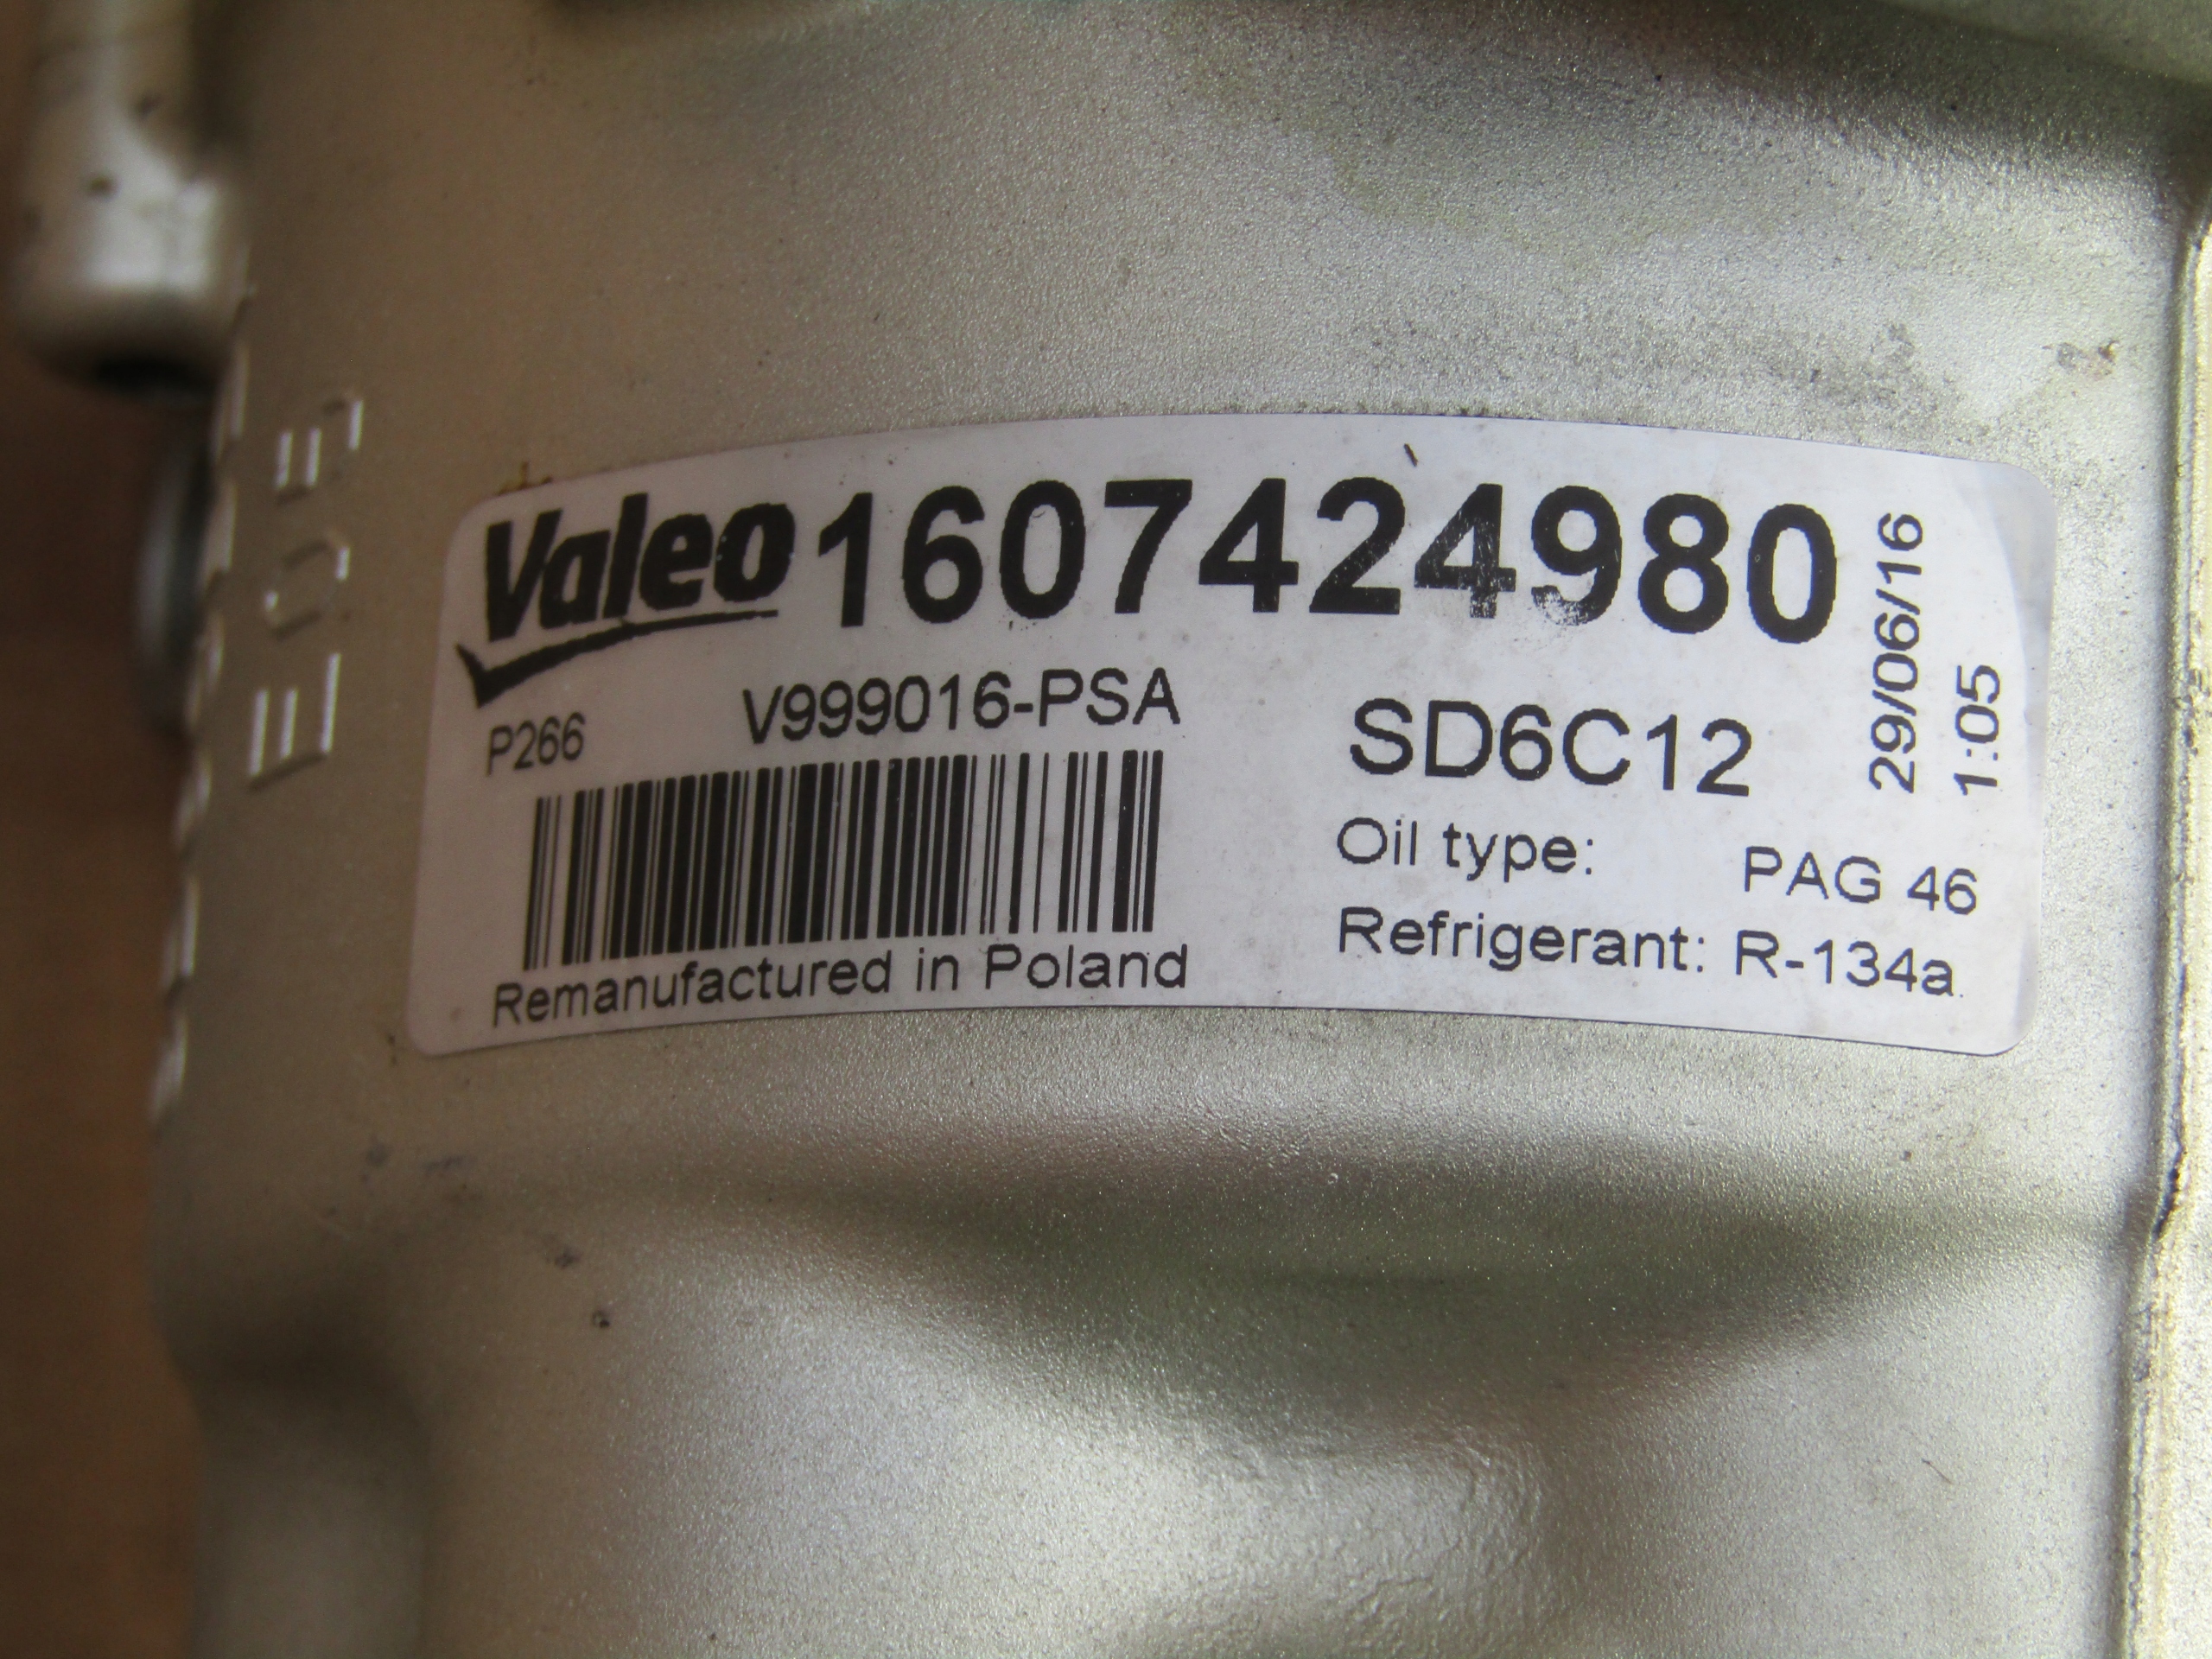 Valeo 1607424980
P266 V999016-PSA
Remanufactured in Poland
SD6C12
Oil type: PAG 46
Refrigerant: R-134a
29/06/16
1:05